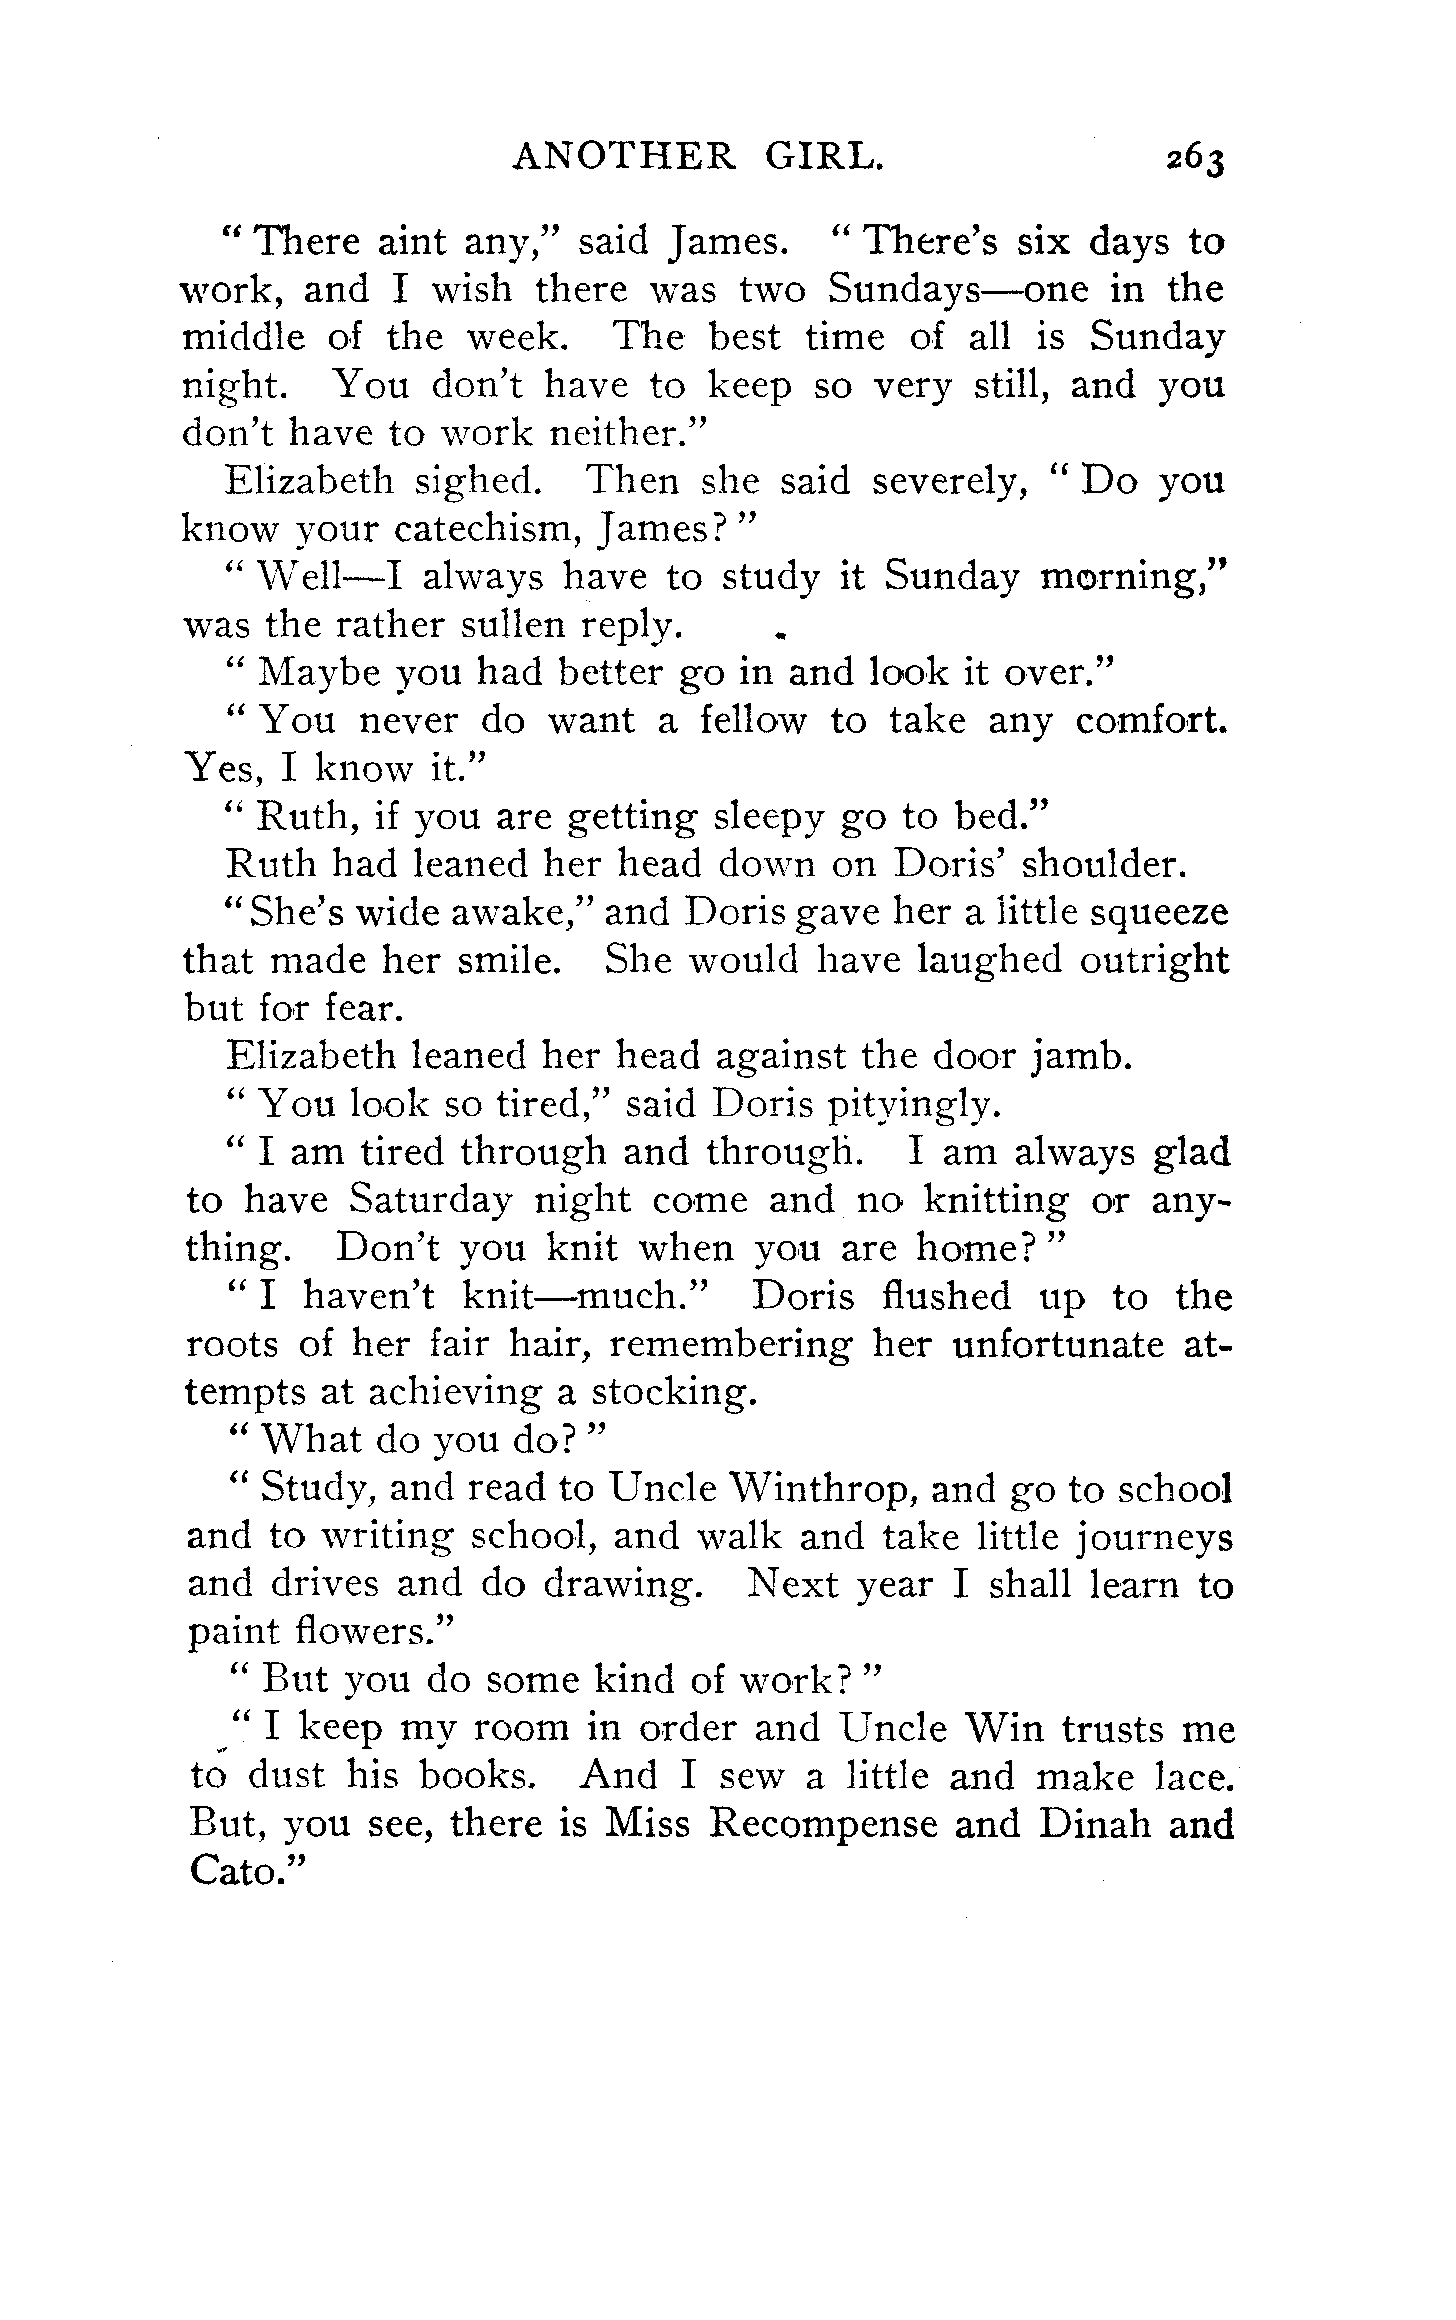 ANOTHER GIRL. 263
“ There aint any,” said James. “ There’s six days to
work, and I wish there was two Sundays—one in the
middle of the week. The best time of all is Sunday
night. You don’t have to keep so very still, and you
don’t have to work neither.”
Elizabeth sighed. Then she said severely, “ Do you
know your catechism, James? ”
“ Well—I always have to study it Sunday morning,”
was the rather sullen reply.
“ Maybe you had better go in and look it over.”
“ You never do want a fellow to take any comfort.
Yes, I know it.”
“ Ruth, if you are getting sleepy go to bed.”
Ruth had leaned her head down on Doris’ shoulder.
“ She’s wide awake,” and Doris gave her a little squeeze
that made her smile. She would have laughed outright
but for fear.
Elizabeth leaned her head against the door jamb.
“ You look so tired,” said Doris pityingly.
“ I am tired through and through. I am always glad
to have Saturday night come and no knitting or any-
thing. Don’t you knit when you are home? ”
“ I haven’t knit—much.” Doris flushed up to the
roots of her fair hair, remembering her unfortunate at-
tempts at achieving a stocking.
“ What do you do? ”
“ Study, and read to Uncle Winthrop, and go to school
and to writing school, and walk and take little journeys
and drives and do drawing. Next year I shall learn to
paint flowers.”
“ But you do some kind of work? ”
“ I keep my room in order and Uncle Win trusts me
to dust his books. And I sew a little and make lace.
But, you see, there is Miss Recompense and Dinah and
Cato.”